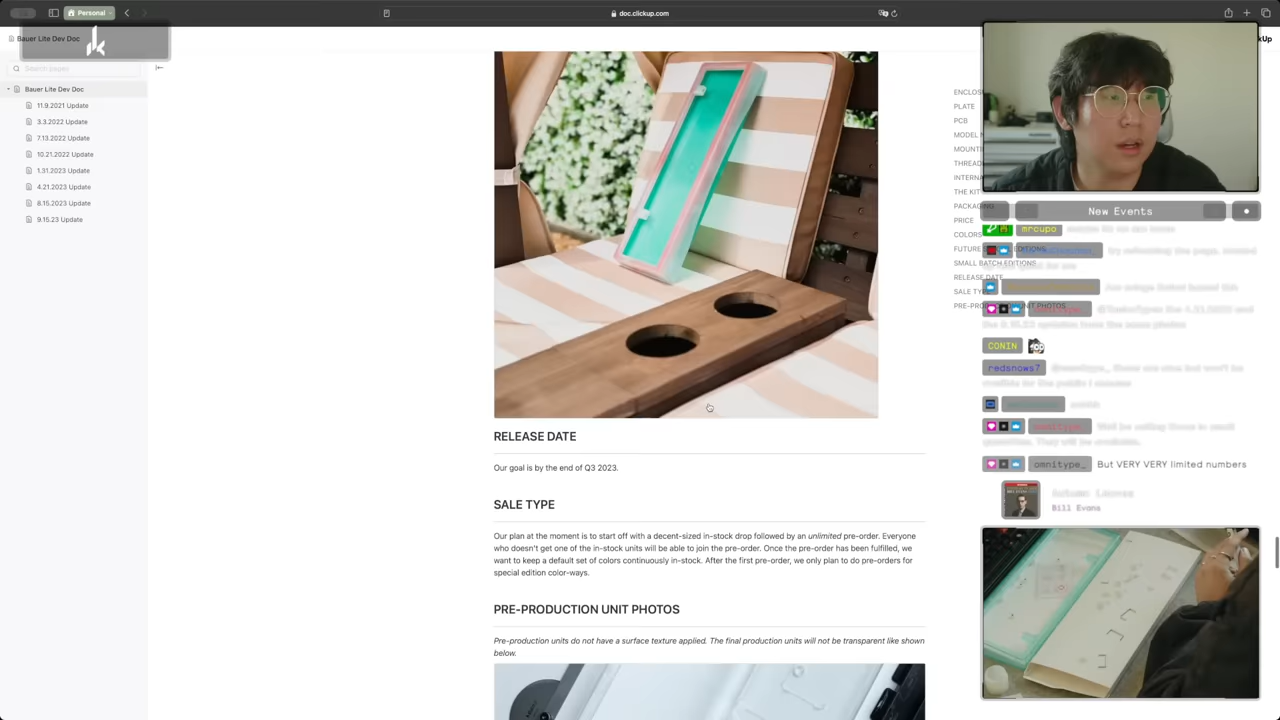 Personal
doc.clickup.com
Bauer Lite Dev Doc
Search pages
Bauer Lite Dev Doc
11.9.2021 Update
3.3.2022 Update
7.13.2022 Update
10.21.2022 Update
1.31.2023 Update
4.21.2023 Update
8.15.2023 Update
9.15.23 Update
RELEASE DATE
Our goal is by the end of Q3 2023.
SALE TYPE
Our plan at the moment is to start off with a decent-sized in-stock drop followed by an unlimited pre-order. Everyone
who doesn't get one of the in-stock units will be able to join the pre-order. Once the pre-order has been fulfilled, we
want to keep a default set of colors continuously in-stock. After the first pre-order, we only plan to do pre-orders for
special edition color-ways.
PRE-PRODUCTION UNIT PHOTOS
Pre-production units do not have a surface texture applied. The final production units will not be transparent like shown
below.
PLATE
PCB
THE KIT
PRICE
COLORS
SMALL BATCH EDITIONS
RELEASE DATE
New Events
mrcupo
CONIN
redsnows7
omnitype_ But VERY VERY limited numbers
Bill Evans